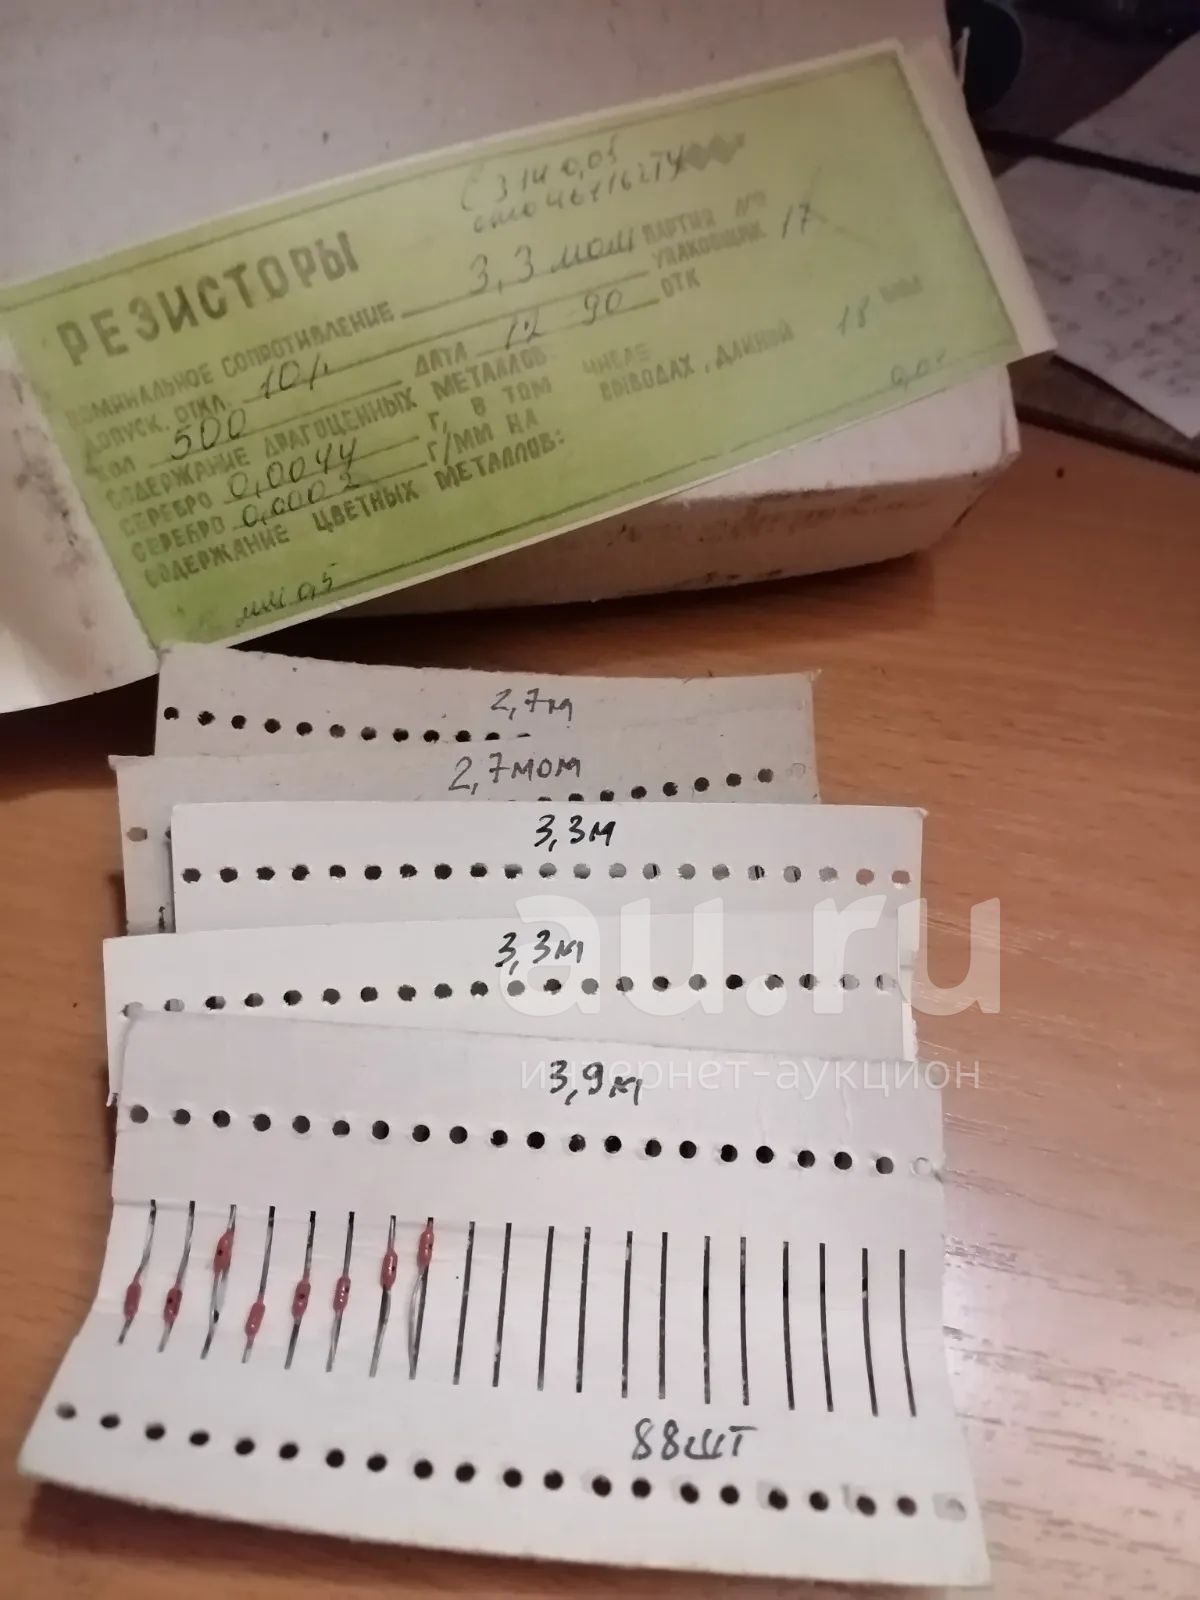 С3 14 0,05
РЕЗИСТОРЫ
НОМИНАЛЬНОЕ СОПРОТИВЛЕНИЕ 3,3 мом ПАРТИЯ №
ДОПУСК. ОТКЛ. 10% ДАТА 12 90 УПАКОВЩИК 17
КОЛ 500 ОТК
СОДЕРЖАНИЕ ДРАГОЦЕННЫХ МЕТАЛЛОВ:
СЕРЕБРО 0,0044 Г, В ТОМ ЧИСЛЕ
СЕРЕБРО 0,0002 Г/ММ НА ВЫВОДАХ, ДЛИНОЙ 18 ММ
СОДЕРЖАНИЕ ЦВЕТНЫХ МЕТАЛЛОВ:
0,5
2,7м
2,7мом
3,3м
au.ru
3,3м
интернет-аукцион
3,9м
88шт